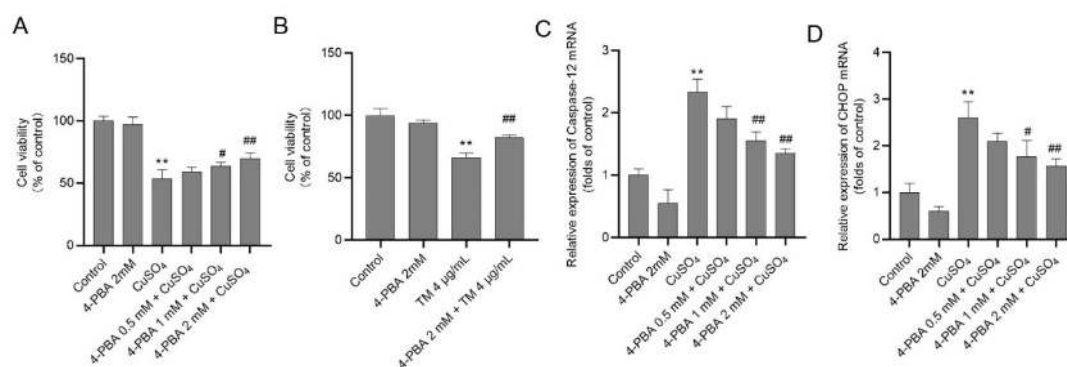 A
Cell viability
(% of control)
150
100
50
0
Control
4-PBA 2mM
CuSO₄
4-PBA 0.5 mM + CuSO₄
4-PBA 1 mM + CuSO₄
4-PBA 2 mM + CuSO₄
**
#
##
B
Cell viability
(% of control)
150
100
50
0
Control
4-PBA 2mM
TM 4 μg/mL
4-PBA 2 mM + TM 4 μg/mL
**
##
C
Relative expression of Caspase-12 mRNA
(folds of control)
3
2
1
0
Control
4-PBA 2mM
CuSO₄
4-PBA 0.5 mM + CuSO₄
4-PBA 1 mM + CuSO₄
4-PBA 2 mM + CuSO₄
**
##
##
D
Relative expression of CHOP mRNA
(folds of control)
4
3
2
1
0
Control
4-PBA 2mM
CuSO₄
4-PBA 0.5 mM + CuSO₄
4-PBA 1 mM + CuSO₄
4-PBA 2 mM + CuSO₄
**
#
##